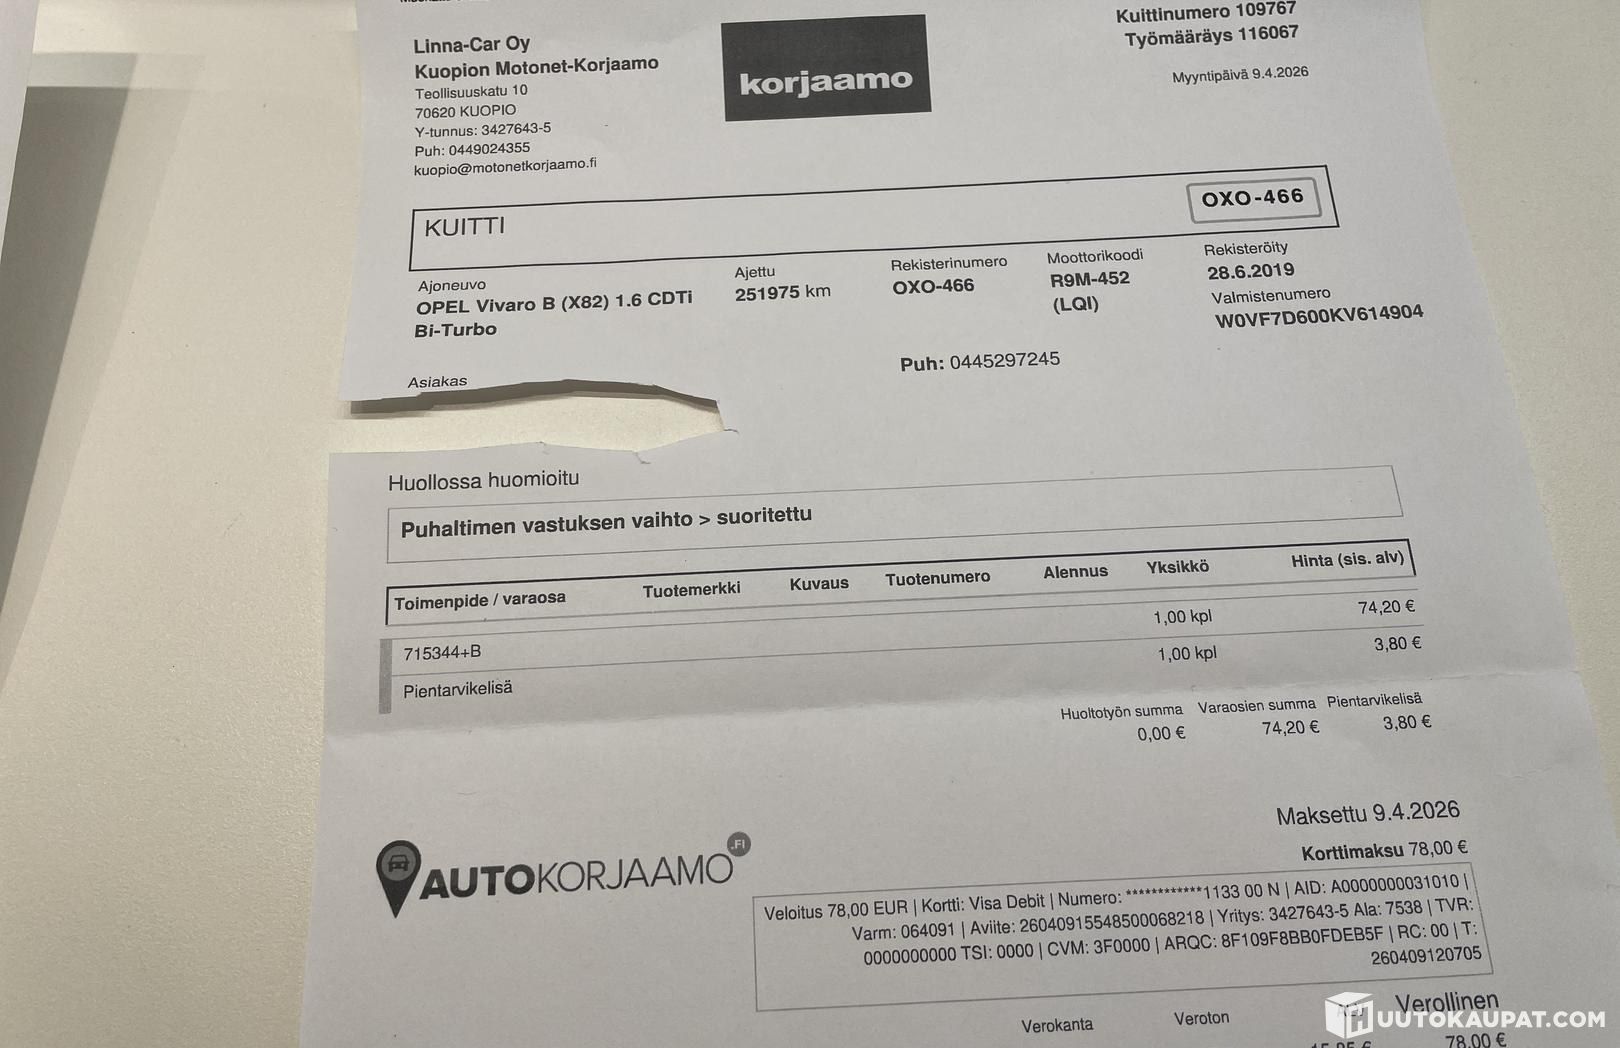 Linna-Car Oy
Kuopion Motonet-Korjaamo
Teollisuuskatu 10
70620 KUOPIO
Y-tunnus: 3427643-5
Puh: 0449024355
kuopio@motonetkorjaamo.fi
korjaamo
Kuittinumero 109767
Työmääräys 116067
Myyntipäivä 9.4.2026
KUITTI
OXO-466
Ajoneuvo
OPEL Vivaro B (X82) 1.6 CDTi
Bi-Turbo
Ajettu
251975 km
Rekisterinumero
OXO-466
Moottorikoodi
R9M-452
(LQI)
Rekisteröity
28.6.2019
Valmistenumero
W0VF7D600KV614904
Asiakas
Puh: 0445297245
Huollossa huomioitu
Puhaltimen vastuksen vaihto > suoritettu
Toimenpide / varaosa Tuotemerkki Kuvaus Tuotenumero Alennus Yksikkö Hinta (sis. alv)
715344+B 1,00 kpl 74,20 €
Pientarvikelisä 1,00 kpl 3,80 €
Huoltotyön summa Varaosien summa Pientarvikelisä
0,00 € 74,20 € 3,80 €
Maksettu 9.4.2026
Korttimaksu 78,00 €
AUTOKORJAAMO .FI
Veloitus 78,00 EUR | Kortti: Visa Debit | Numero: ************1133 00 N | AID: A0000000031010 |
Varm: 064091 | Aviite: 26040915548500068218 | Yritys: 3427643-5 Ala: 7538 | TVR:
0000000000 TSI: 0000 | CVM: 3F0000 | ARQC: 8F109F8BB0FDEB5F | RC: 00 | T:
260409120705
Verokanta Veroton Verollinen
78,00 €
UUTOKAUPAT.COM